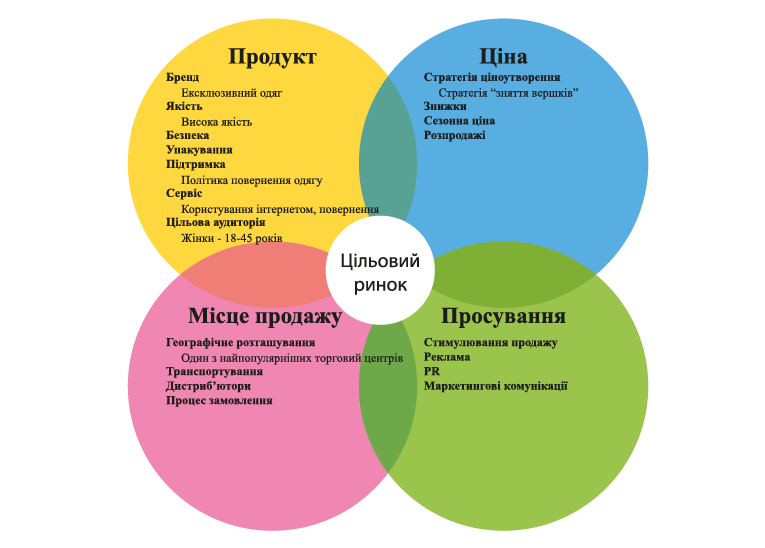 Продукт
Бренд
Ексклюзивний одяг
Якість
Висока якість
Безпека
Упакування
Підтримка
Політика повернення одягу
Сервіс
Користування інтернетом, повернення
Цільова аудиторія
Жінки - 18-45 років
Ціна
Стратегія ціноутворення
Стратегія “зняття вершків”
Знижки
Сезонна ціна
Розпродажі
Цільовий
ринок
Місце продажу
Географічне розташування
Один з найпопулярніших торговий центрів
Транспортування
Дистриб’ютори
Процес замовлення
Просування
Стимулювання продажу
Реклама
PR
Маркетингові комунікації